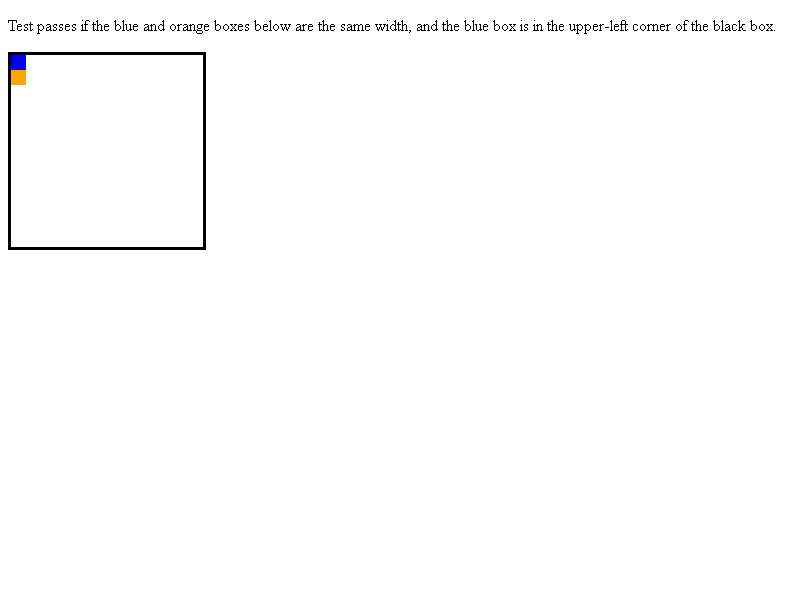 Test passes if the blue and orange boxes below are the same width, and the blue box is in the upper-left corner of the black box.